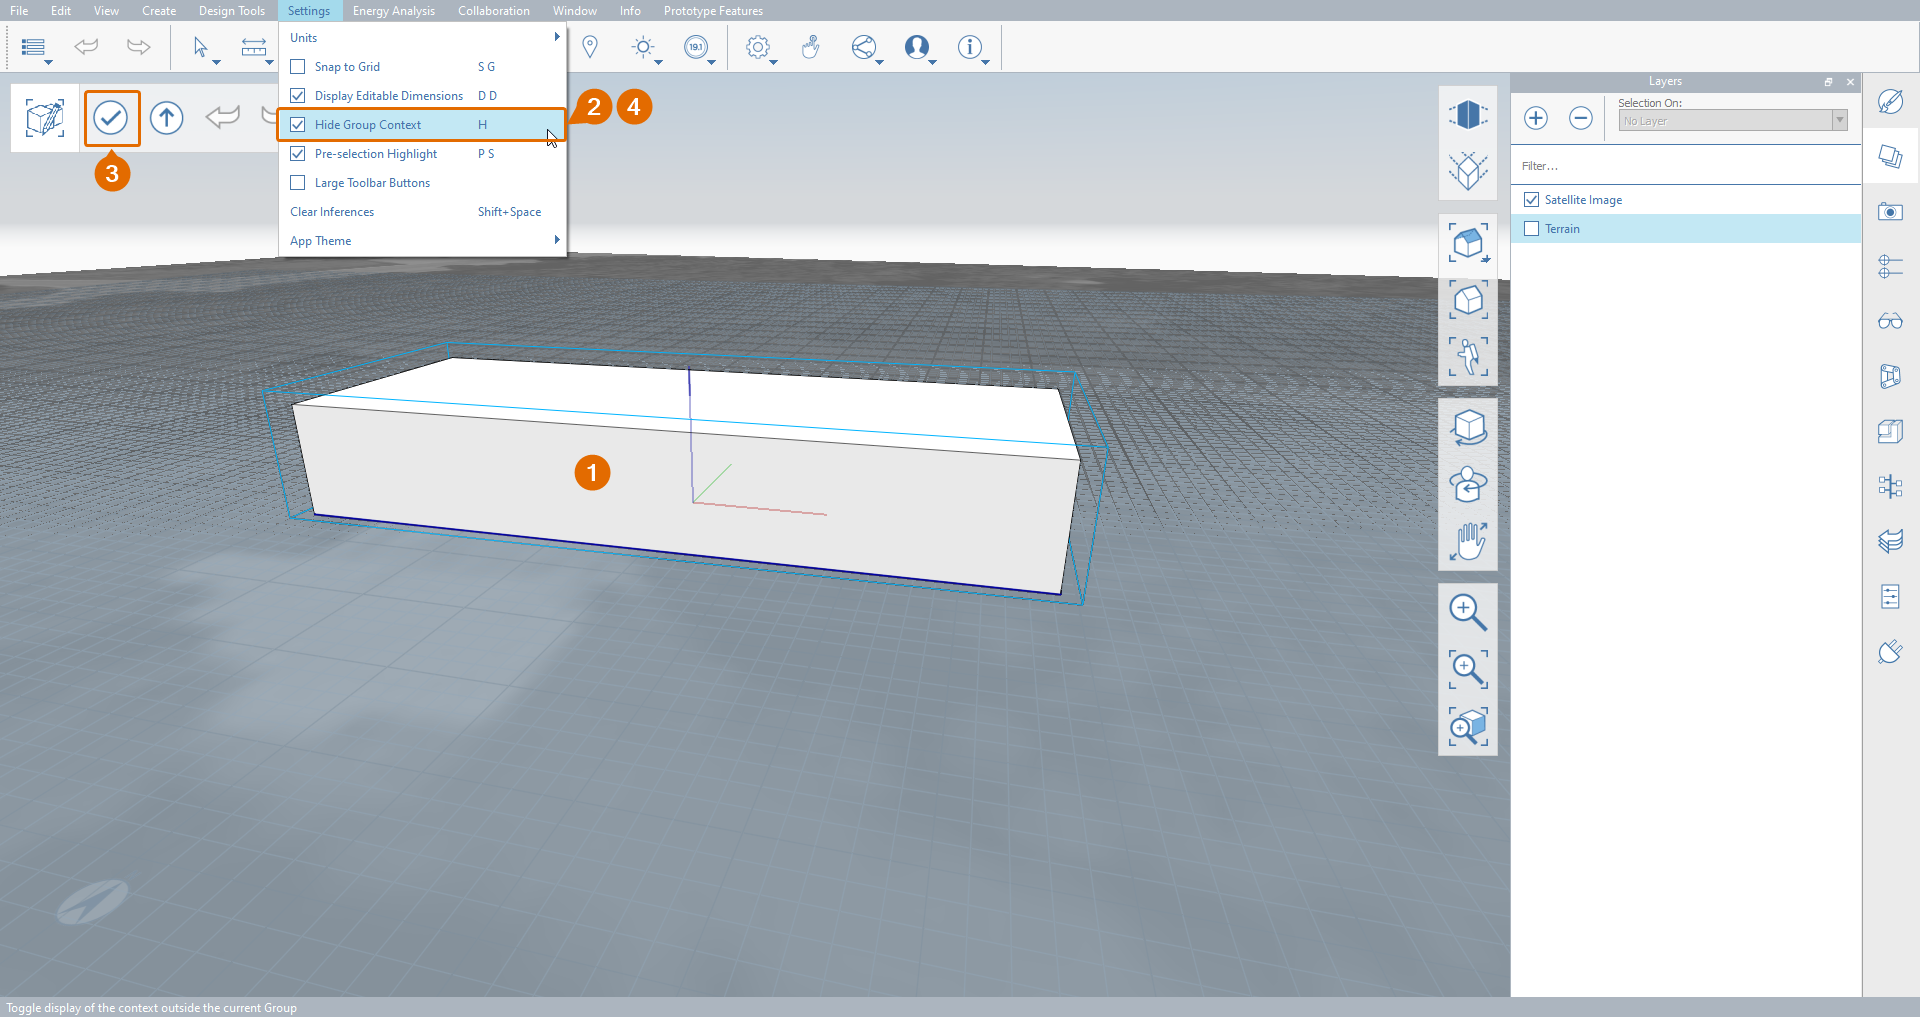 File Edit View Create Design Tools Settings Energy Analysis Collaboration Window Info Prototype Features
Units
Snap to Grid S G
Display Editable Dimensions D D
Hide Group Context H
Pre-selection Highlight P S
Large Toolbar Buttons
Clear Inferences Shift+Space
App Theme
19.1
2 4
3
1
Layers
Selection On:
No Layer
Filter...
Satellite Image
Terrain
Toggle display of the context outside the current Group